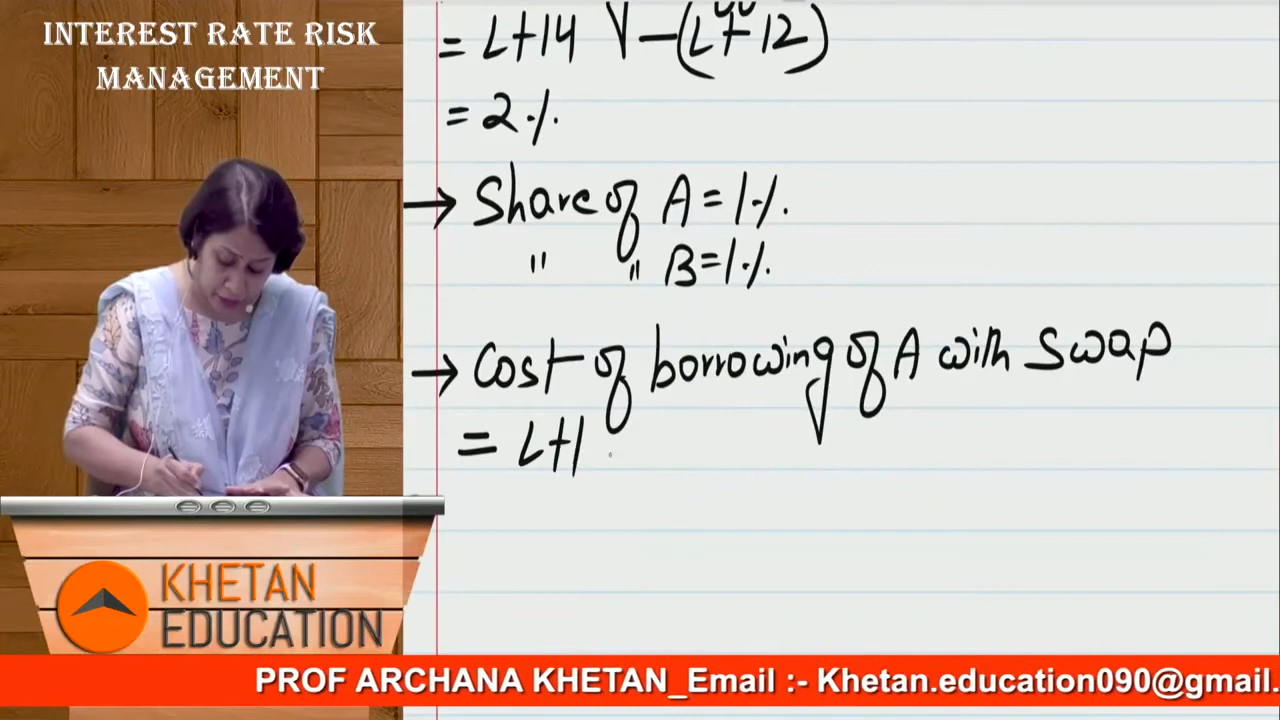 INTEREST RATE RISK
MANAGEMENT
= L+14 V -(L+12)
= 2%
→ Share of A = 1%.
" " B = 1%.
→ Cost of borrowing of A with Swap
= L+1
KHETAN
EDUCATION
PROF ARCHANA KHETAN_Email :- Khetan.education090@gmail.